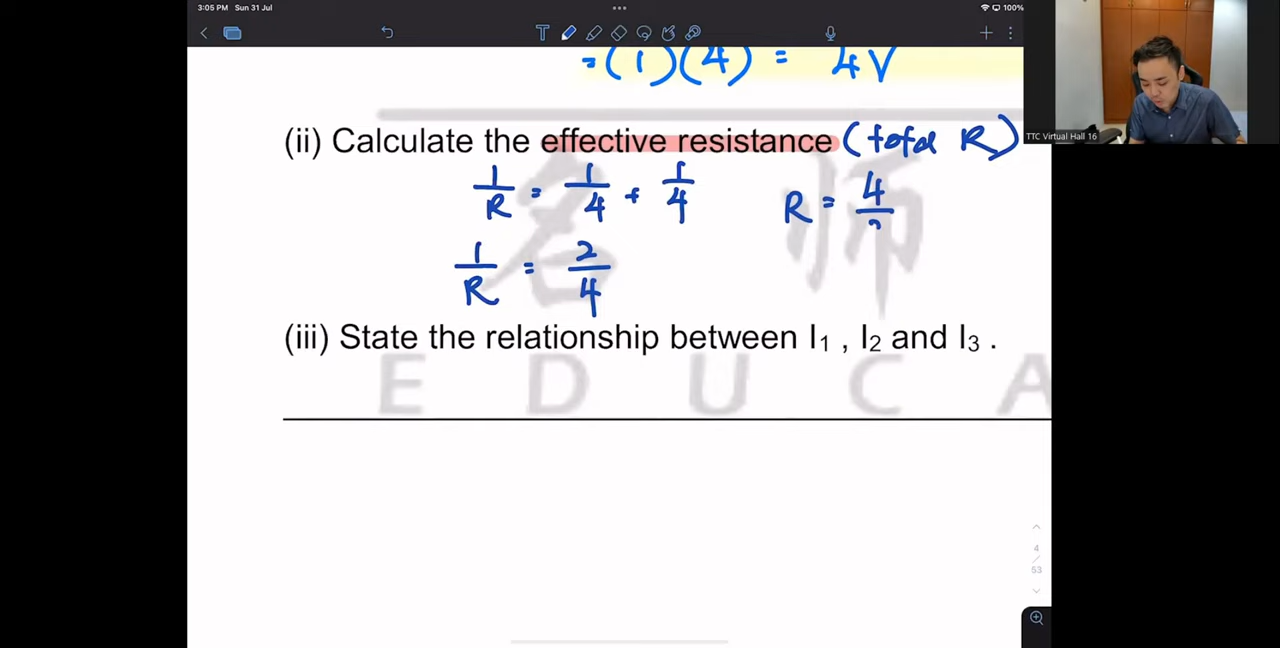 3:05 PM Sun 31 Jul
100%
= (1)(4) = 4V
TTC Virtual Hall 16
(ii) Calculate the effective resistance (total R)
1/R = 1/4 + 1/4 R = 4/
1/R = 2/4
名 师
(iii) State the relationship between I₁ , I₂ and I₃ .
E D U C A
4
/
53